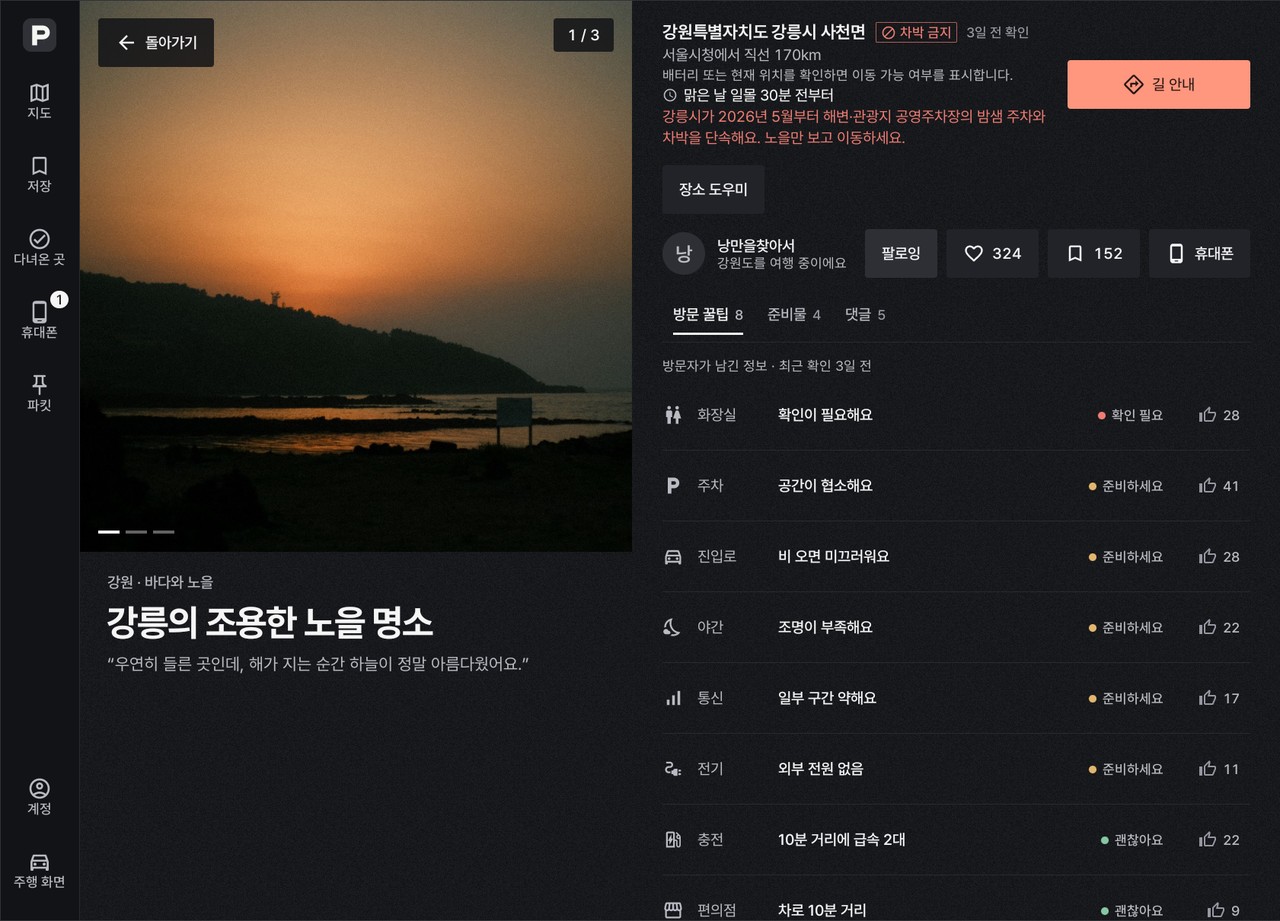 P
지도
저장
다녀온 곳
1
휴대폰
파킷
계정
주행 화면
돌아가기
1 / 3
강원 · 바다와 노을
강릉의 조용한 노을 명소
“우연히 들른 곳인데, 해가 지는 순간 하늘이 정말 아름다웠어요.”
강원특별자치도 강릉시 사천면 차박 금지 3일 전 확인
서울시청에서 직선 170km
배터리 또는 현재 위치를 확인하면 이동 가능 여부를 표시합니다.
맑은 날 일몰 30분 전부터
강릉시가 2026년 5월부터 해변·관광지 공영주차장의 밤샘 주차와
차박을 단속해요. 노을만 보고 이동하세요.
길 안내
장소 도우미
낭
낭만을찾아서
강원도를 여행 중이에요
팔로잉 324 152 휴대폰
방문 꿀팁 8 준비물 4 댓글 5
방문자가 남긴 정보 · 최근 확인 3일 전
화장실 확인이 필요해요 확인 필요 28
P 주차 공간이 협소해요 준비하세요 41
진입로 비 오면 미끄러워요 준비하세요 28
야간 조명이 부족해요 준비하세요 22
통신 일부 구간 약해요 준비하세요 17
전기 외부 전원 없음 준비하세요 11
충전 10분 거리에 급속 2대 괜찮아요 22
편의점 차로 10분 거리 괜찮아요 9